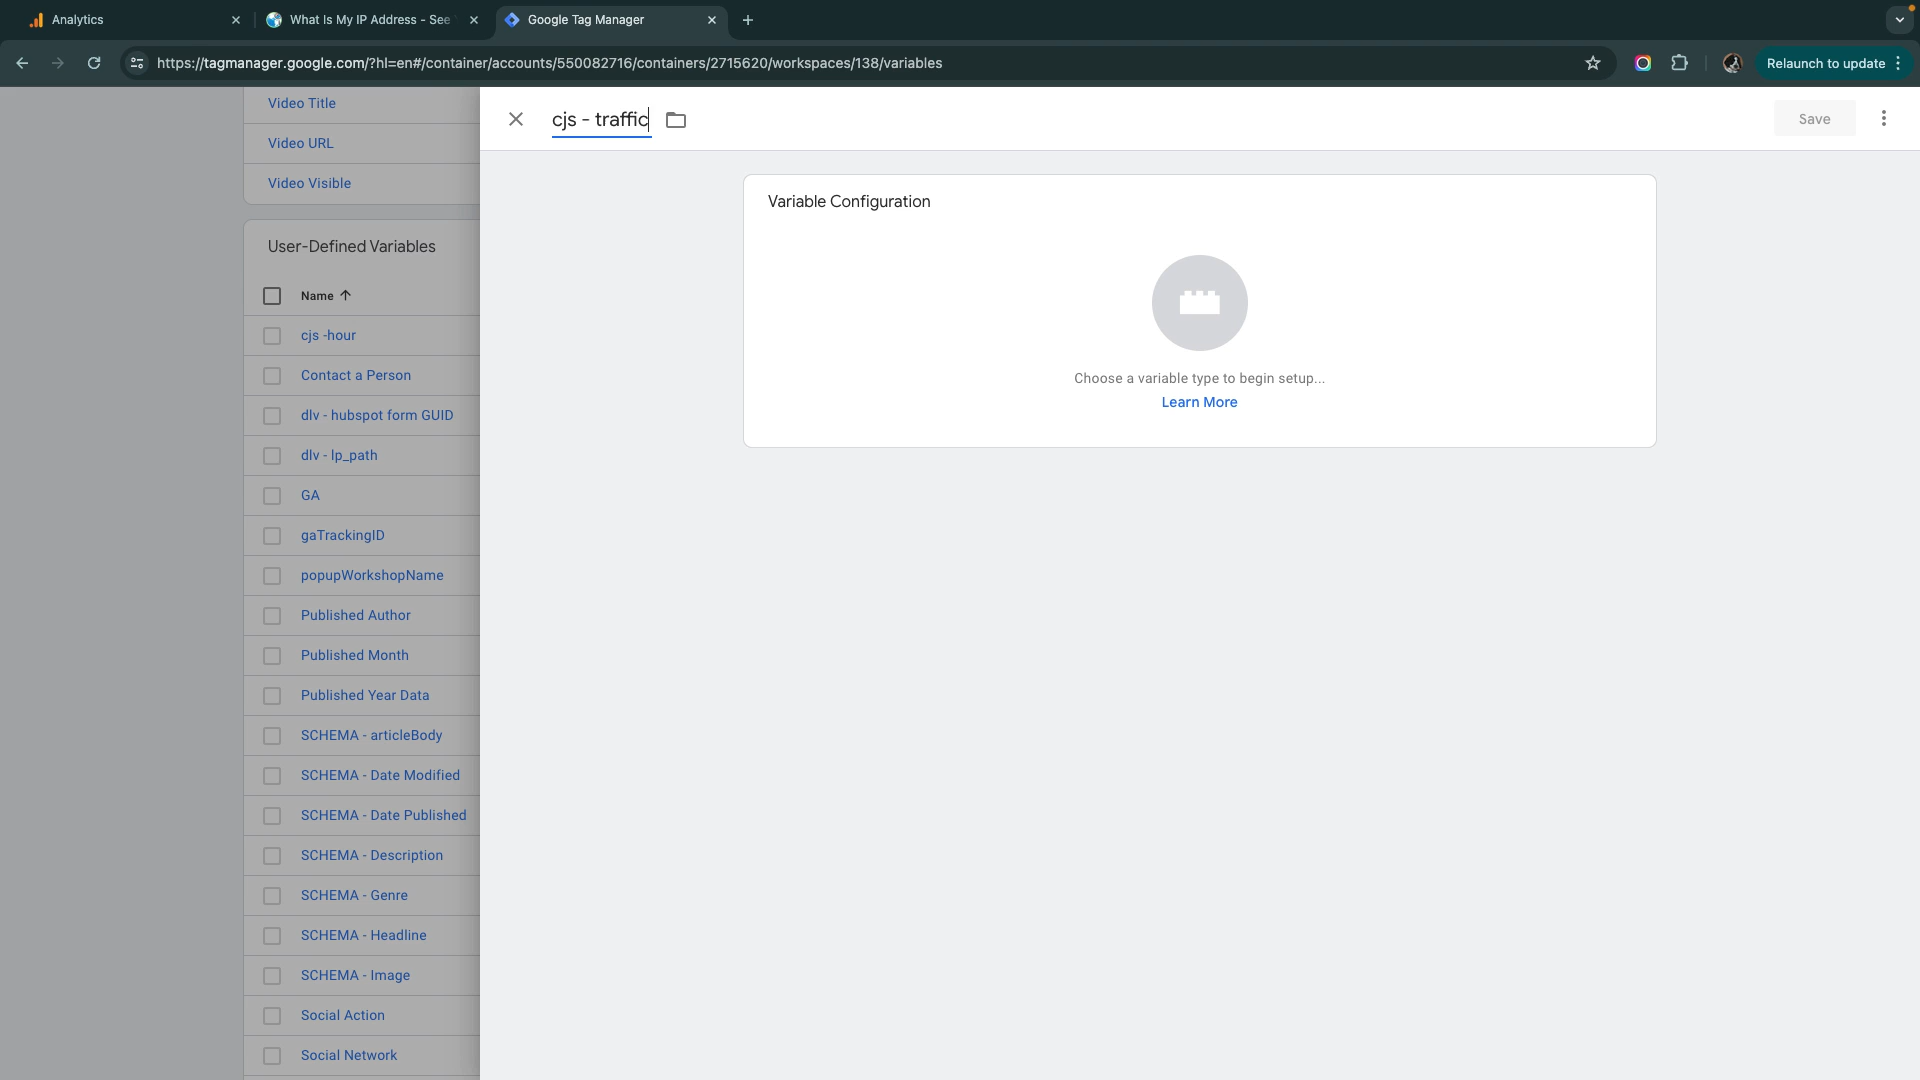 Analytics
What Is My IP Address - See
Google Tag Manager
https://tagmanager.google.com/?hl=en#/container/accounts/550082716/containers/2715620/workspaces/138/variables
Relaunch to update
Video Title
Video URL
Video Visible
User-Defined Variables
Name
cjs -hour
Contact a Person
dlv - hubspot form GUID
dlv - lp_path
GA
gaTrackingID
popupWorkshopName
Published Author
Published Month
Published Year Data
SCHEMA - articleBody
SCHEMA - Date Modified
SCHEMA - Date Published
SCHEMA - Description
SCHEMA - Genre
SCHEMA - Headline
SCHEMA - Image
Social Action
Social Network
cjs - traffic
Save
Variable Configuration
Choose a variable type to begin setup...
Learn More